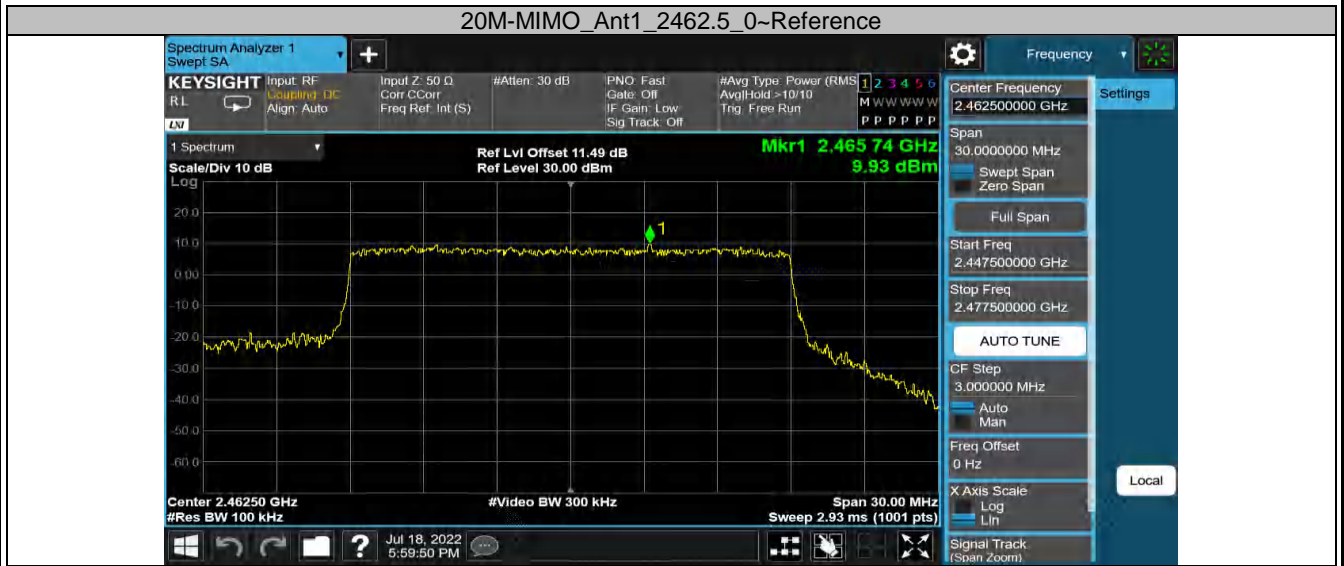 20M-MIMO_Ant1_2462.5_0~Reference
Spectrum Analyzer 1
Swept SA
+
Frequency
KEYSIGHT
RL
LXI
Input: RF
Coupling: DC
Align: Auto
Input Z: 50 Ω
Corr CCorr
Freq Ref: Int (S)
#Atten: 30 dB
PNO: Fast
Gate: Off
IF Gain: Low
Sig Track: Off
#Avg Type: Power (RMS
Avg|Hold >10/10
Trig: Free Run
1 2 3 4 5 6
M W W W W W
P P P P P P
Center Frequency
2.462500000 GHz
Settings
1 Spectrum
Scale/Div 10 dB
Ref Lvl Offset 11.49 dB
Ref Level 30.00 dBm
Mkr1 2.465 74 GHz
9.93 dBm
Log
20.0
10.0
0.00
-10.0
-20.0
-30.0
-40.0
-50.0
-60.0
1
Span
30.0000000 MHz
Swept Span
Zero Span
Full Span
Start Freq
2.447500000 GHz
Stop Freq
2.477500000 GHz
AUTO TUNE
CF Step
3.000000 MHz
Auto
Man
Freq Offset
0 Hz
X Axis Scale
Log
Lin
Signal Track
(Span Zoom)
Local
Center 2.46250 GHz
#Res BW 100 kHz
#Video BW 300 kHz
Span 30.00 MHz
Sweep 2.93 ms (1001 pts)
?
Jul 18, 2022
5:59:50 PM